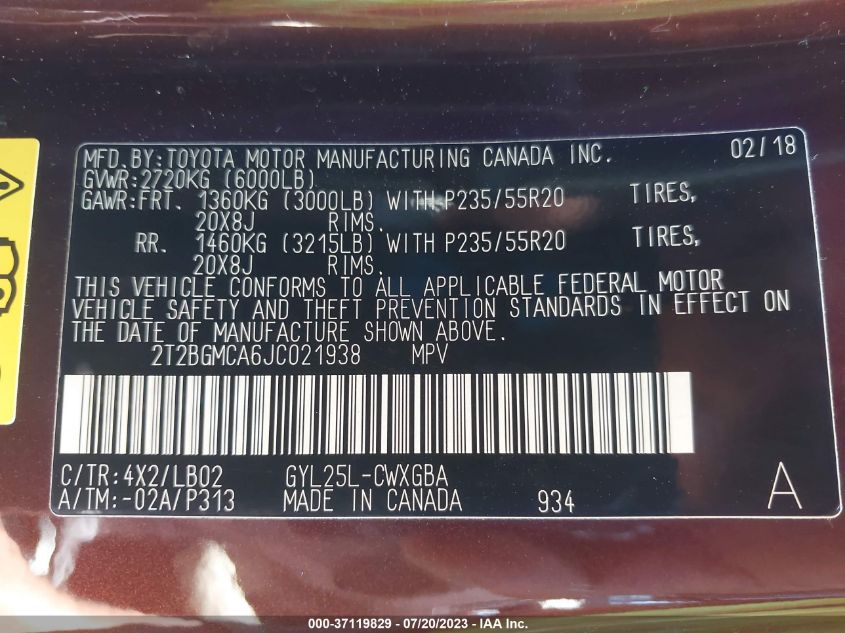 MFD. BY: TOYOTA MOTOR MANUFACTURING CANADA INC. 02/18
GVWR: 2720KG (6000LB)
GAWR: FRT. 1360KG (3000LB) WITH P235/55R20 TIRES,
20X8J RIMS.
RR. 1460KG (3215LB) WITH P235/55R20 TIRES,
20X8J RIMS.
THIS VEHICLE CONFORMS TO ALL APPLICABLE FEDERAL MOTOR
VEHICLE SAFETY AND THEFT PREVENTION STANDARDS IN EFFECT ON
THE DATE OF MANUFACTURE SHOWN ABOVE.
2T2BGMCA6JC021938 MPV
C/TR: 4X2/LB02 GYL25L-CWXGBA
A/TM: -02A/P313 MADE IN CANADA 934 A
000-37119829 / 07/20/2023 - IAA Inc.